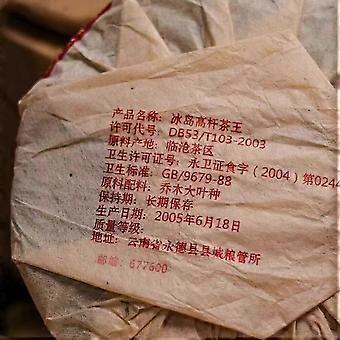 产品名称：冰岛高杆茶王
许可代号：DB53/T103-2003
原料产地：临沧茶区
卫生许可证号：永卫证食字（2004）第0244
卫生标准：GB/9679-88
原料配料：乔木大叶种
保持期：长期保存
生产日期：2005年6月18日
质量等级：
地址：云南省永德县县城粮管所
邮编：677600